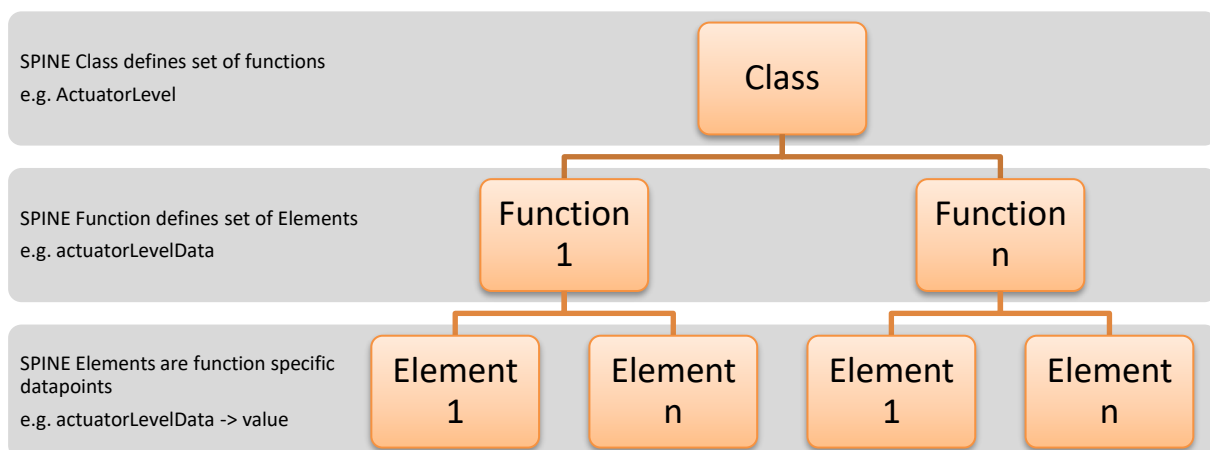 SPINE Class defines set of functions
e.g. ActuatorLevel
Class
SPINE Function defines set of Elements
e.g. actuatorLevelData
Function
1
Function
n
SPINE Elements are function specific
datapoints
e.g. actuatorLevelData -> value
Element
1
Element
n
Element
1
Element
n